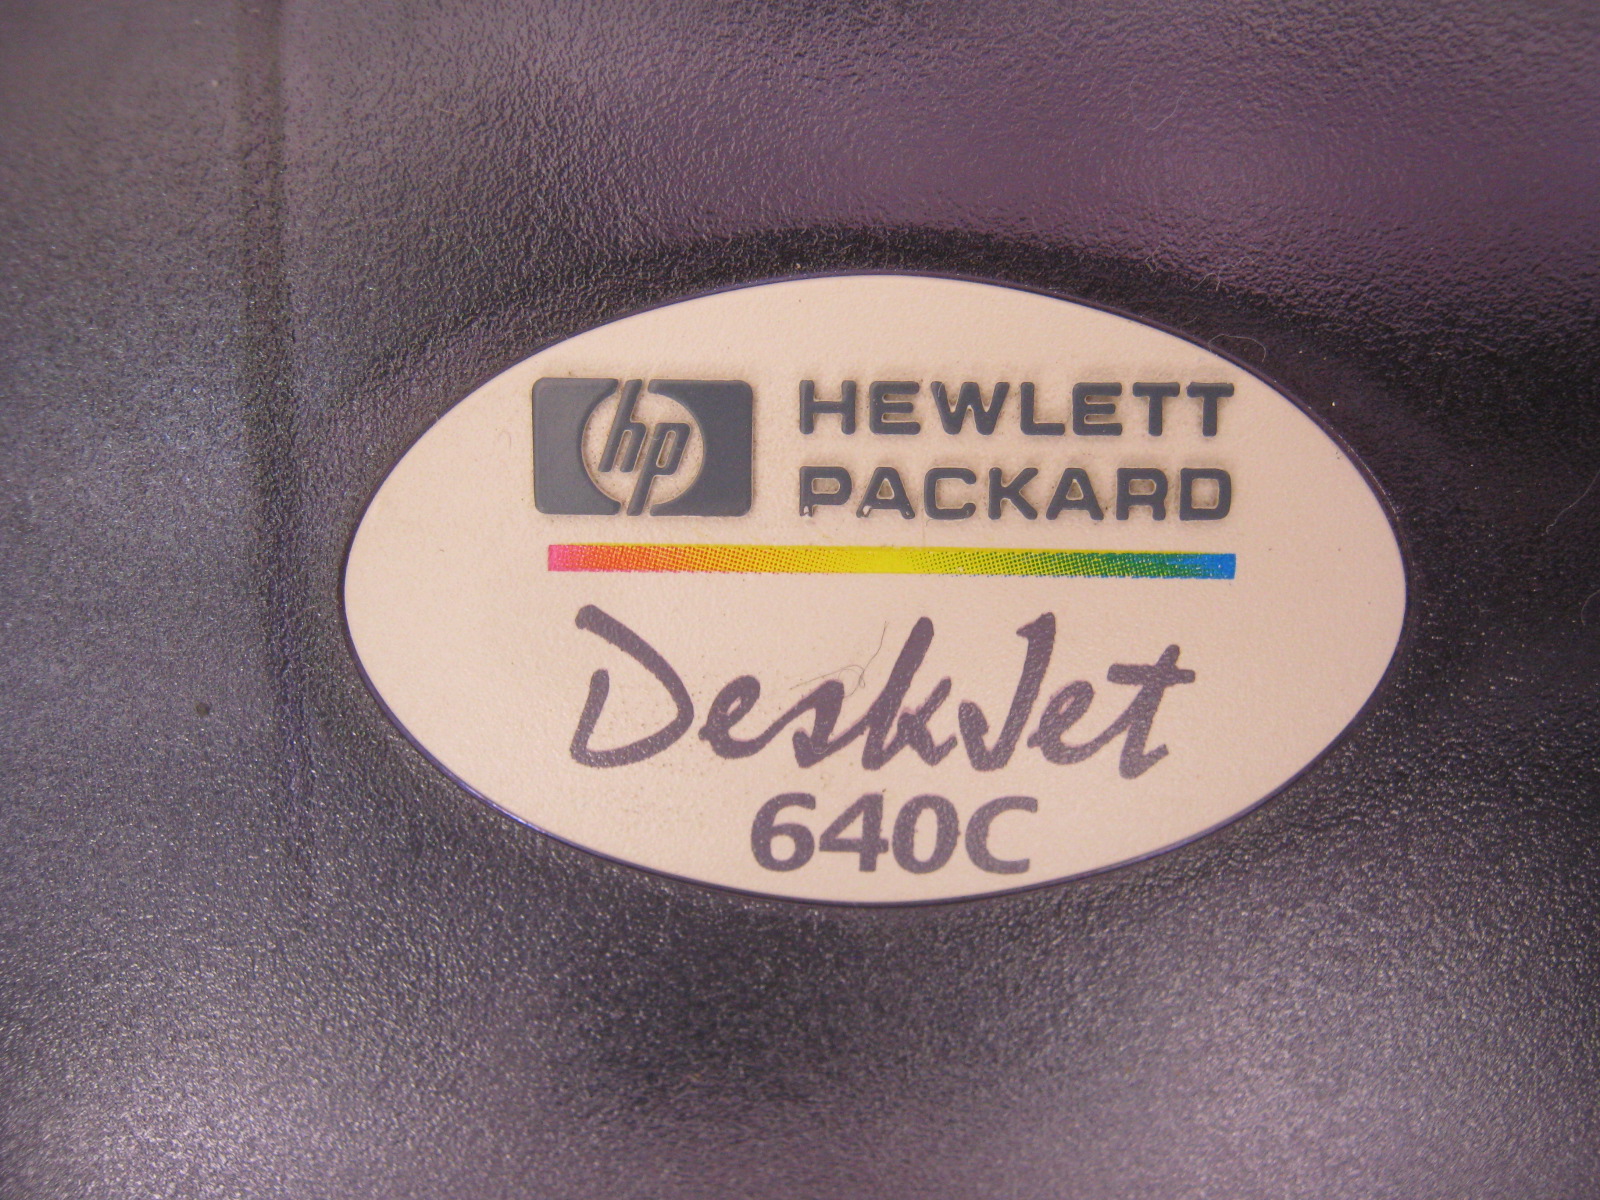 hp HEWLETT
PACKARD
DeskJet
640C